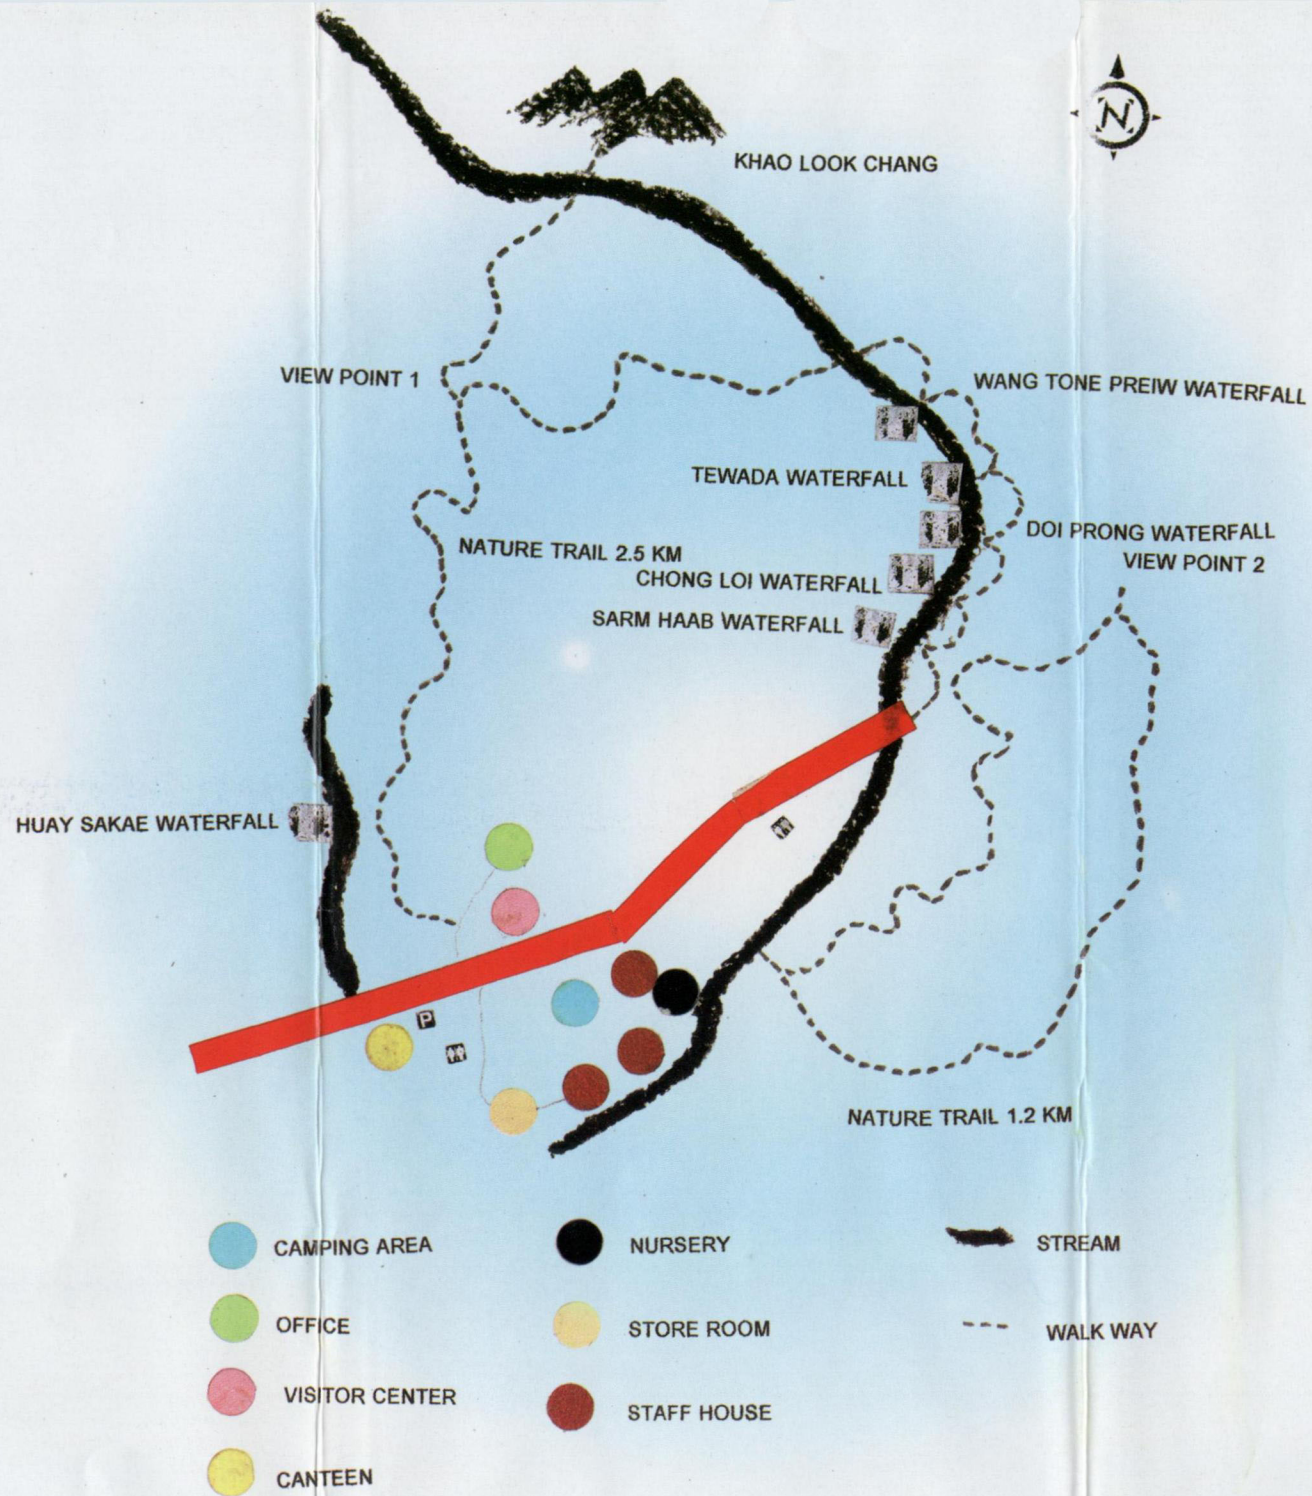 N
KHAO LOOK CHANG
VIEW POINT 1
WANG TONE PREIW WATERFALL
TEWADA WATERFALL
DOI PRONG WATERFALL
VIEW POINT 2
NATURE TRAIL 2.5 KM
CHONG LOI WATERFALL
SARM HAAB WATERFALL
HUAY SAKAE WATERFALL
P
NATURE TRAIL 1.2 KM
CAMPING AREA
NURSERY
STREAM
OFFICE
STORE ROOM
WALK WAY
VISITOR CENTER
STAFF HOUSE
CANTEEN